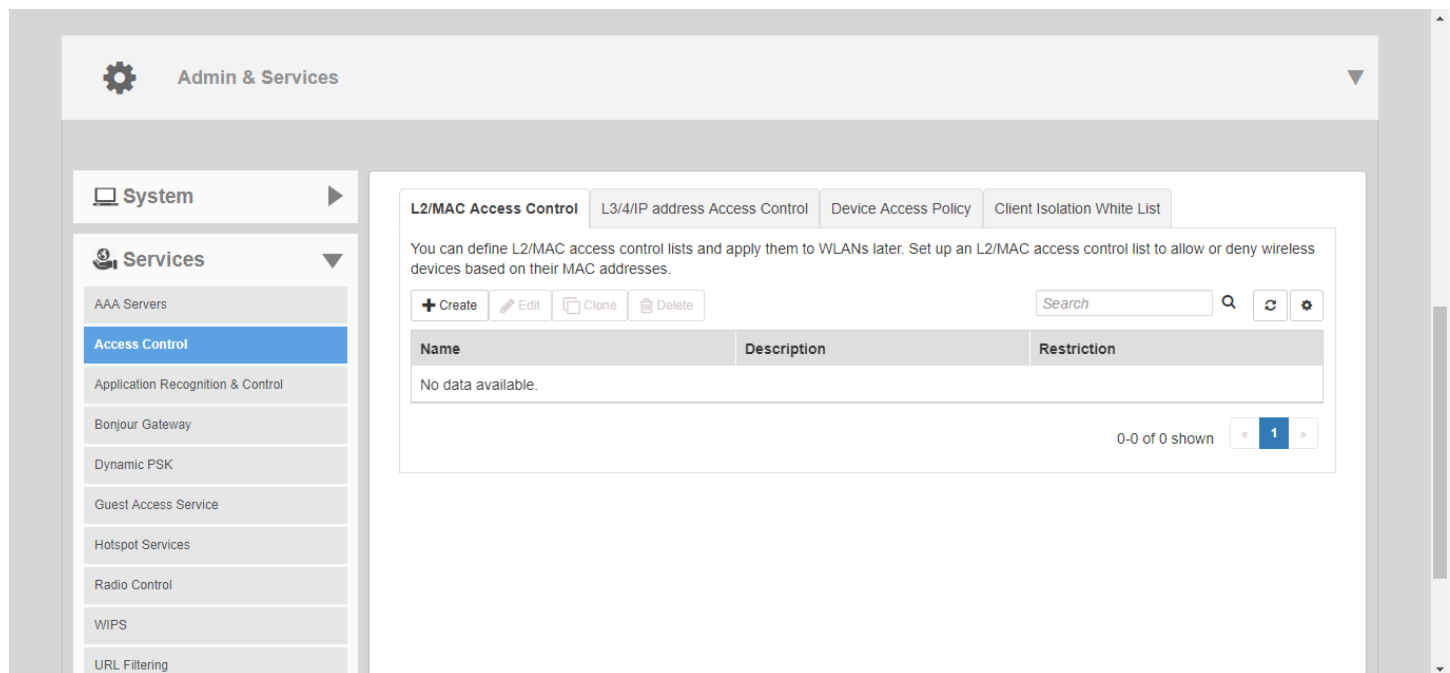 Admin & Services
System
Services
AAA Servers
Access Control
Application Recognition & Control
Bonjour Gateway
Dynamic PSK
Guest Access Service
Hotspot Services
Radio Control
WIPS
URL Filtering
L2/MAC Access Control L3/4/IP address Access Control Device Access Policy Client Isolation White List
You can define L2/MAC access control lists and apply them to WLANs later. Set up an L2/MAC access control list to allow or deny wireless
devices based on their MAC addresses.
Create Edit Clone Delete Search
Name Description Restriction
No data available.
0-0 of 0 shown « 1 »